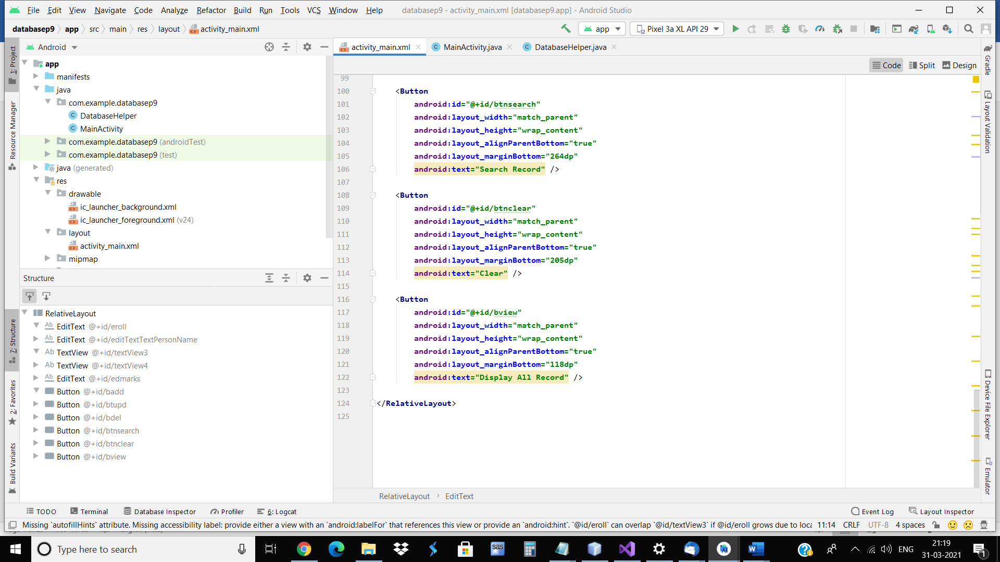 File Edit View Navigate Code Analyze Refactor Build Run Tools VCS Window Help databasep9 - activity_main.xml [databasep9.app] - Android Studio
databasep9 app src main res layout activity_main.xml app Pixel 3a XL API 29
Android
activity_main.xml MainActivity.java DatabaseHelper.java
Code Split Design
1: Project
Resource Manager
7: Structure
2: Favorites
Build Variants
app
manifests
java
com.example.databasep9
DatabaseHelper
MainActivity
com.example.databasep9 (androidTest)
com.example.databasep9 (test)
java (generated)
res
drawable
ic_launcher_background.xml
ic_launcher_foreground.xml (v24)
layout
activity_main.xml
mipmap
Structure
RelativeLayout
EditText @+id/eroll
EditText @+id/editTextTextPersonName
TextView @+id/textView3
TextView @+id/textView4
EditText @+id/edmarks
Button @+id/badd
Button @+id/btupd
Button @+id/bdel
Button @+id/btnsearch
Button @+id/btnclear
Button @+id/bview
99
100 <Button
101 android:id="@+id/btnsearch"
102 android:layout_width="match_parent"
103 android:layout_height="wrap_content"
104 android:layout_alignParentBottom="true"
105 android:layout_marginBottom="264dp"
106 android:text="Search Record" />
107
108 <Button
109 android:id="@+id/btnclear"
110 android:layout_width="match_parent"
111 android:layout_height="wrap_content"
112 android:layout_alignParentBottom="true"
113 android:layout_marginBottom="205dp"
114 android:text="Clear" />
115
116 <Button
117 android:id="@+id/bview"
118 android:layout_width="match_parent"
119 android:layout_height="wrap_content"
120 android:layout_alignParentBottom="true"
121 android:layout_marginBottom="118dp"
122 android:text="Display All Record" />
123
124 </RelativeLayout>
125
Gradle
Layout Validation
Device File Explorer
Emulator
RelativeLayout EditText
TODO Terminal Database Inspector Profiler 6: Logcat Event Log Layout Inspector
Missing `autofillHints` attribute. Missing accessibility label: provide either a view with an `android:labelFor` that references this view or provide an `android:hint`. `@id/eroll` can overlap `@id/textView3` if @id/eroll grows due to loca 11:14 CRLF UTF-8 4 spaces
Type here to search
sas
ENG
21:19
31-03-2021
1